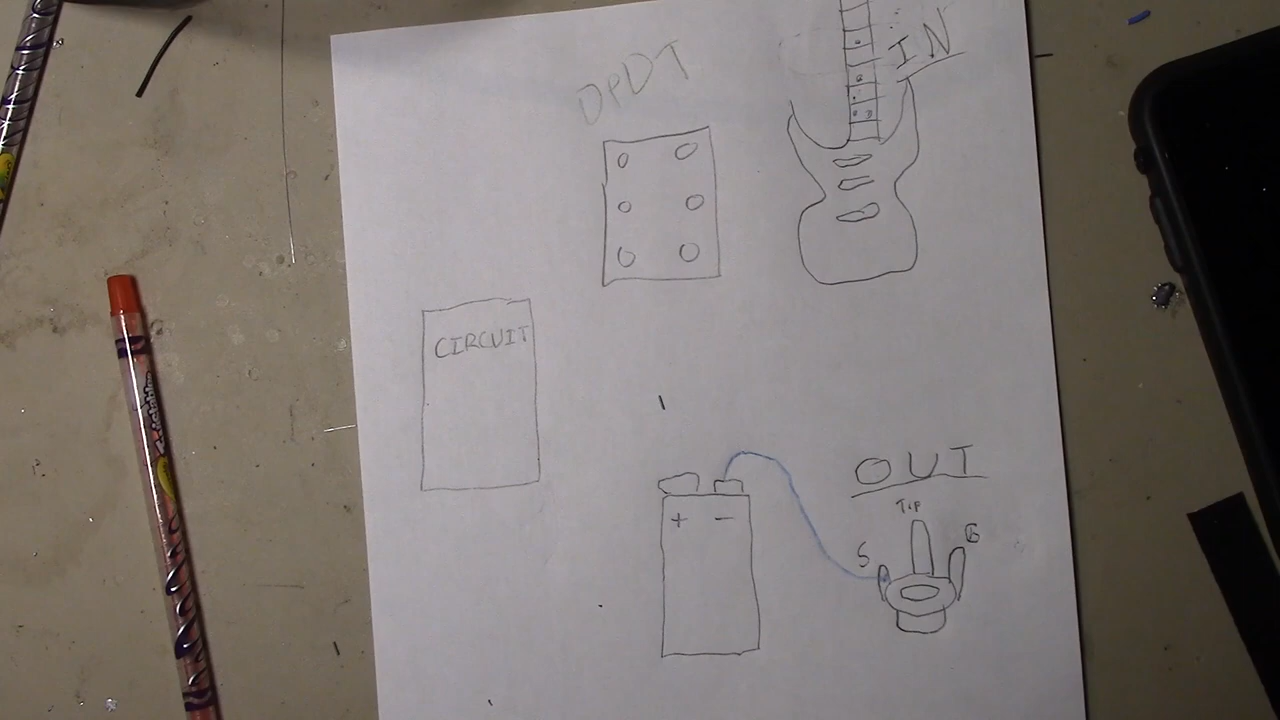 DPDT
IN
CIRCUIT
+ −
OUT
TIP
S
G